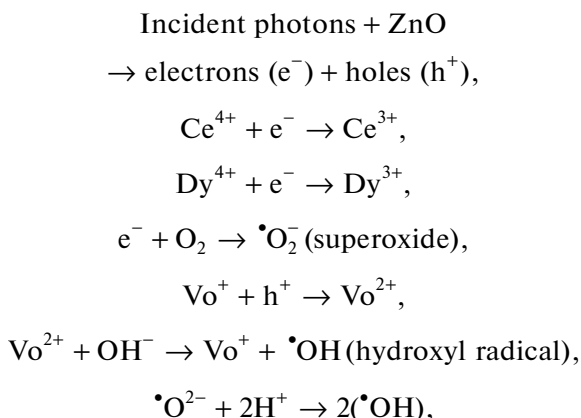 Incident photons + ZnO
→ electrons (e⁻) + holes (h⁺),
Ce⁴⁺ + e⁻ → Ce³⁺,
Dy⁴⁺ + e⁻ → Dy³⁺,
e⁻ + O₂ → •O₂⁻ (superoxide),
Vo⁺ + h⁺ → Vo²⁺,
Vo²⁺ + OH⁻ → Vo⁺ + •OH (hydroxyl radical),
•O²⁻ + 2H⁺ → 2(•OH),